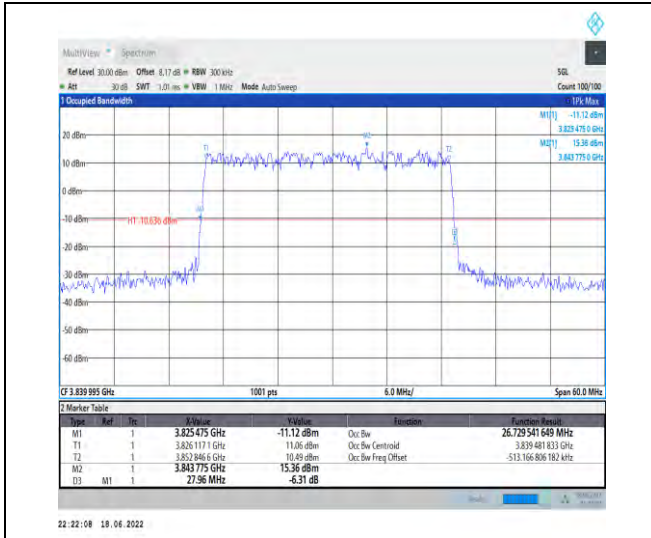 MultiView Spectrum
Ref Level 30.00 dBm Offset 8.17 dB RBW 300 kHz SGL
Att 30 dB SWT 1.01 ms VBW 1 MHz Mode Auto Sweep Count 100/100
1 Occupied Bandwidth 1Pk Max
M1[1] -11.12 dBm
3.825 475 0 GHz
M2[1] 15.36 dBm
3.843 775 0 GHz
20 dBm
T1 M2 T2
10 dBm
0 dBm
-10 dBm
H1 -10.636 dBm
-20 dBm
-30 dBm
-40 dBm
-50 dBm
-60 dBm
CF 3.839 995 GHz 1001 pts 6.0 MHz/ Span 60.0 MHz
2 Marker Table
Type Ref Trc X-Value Y-Value Function Function Result
M1 1 3.825 475 GHz -11.12 dBm Occ Bw 26.729 541 649 MHz
T1 1 3.826 117 1 GHz 11.06 dBm Occ Bw Centroid 3.839 481 833 GHz
T2 1 3.852 846 6 GHz 10.49 dBm Occ Bw Freq Offset -513.166 806 182 kHz
M2 1 3.843 775 GHz 15.36 dBm
D3 M1 1 27.96 MHz -6.31 dB
22:22:08 18.06.2022